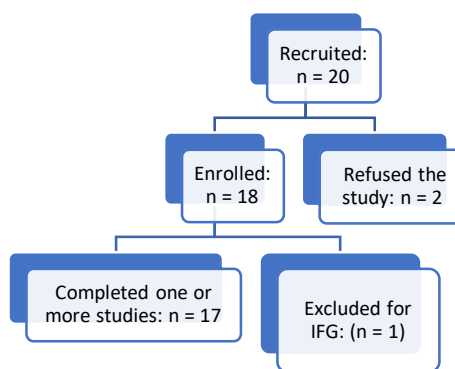 Recruited:
n = 20
Enrolled:
n = 18
Refused the
study: n = 2
Completed one or
more studies: n = 17
Excluded for
IFG: (n = 1)